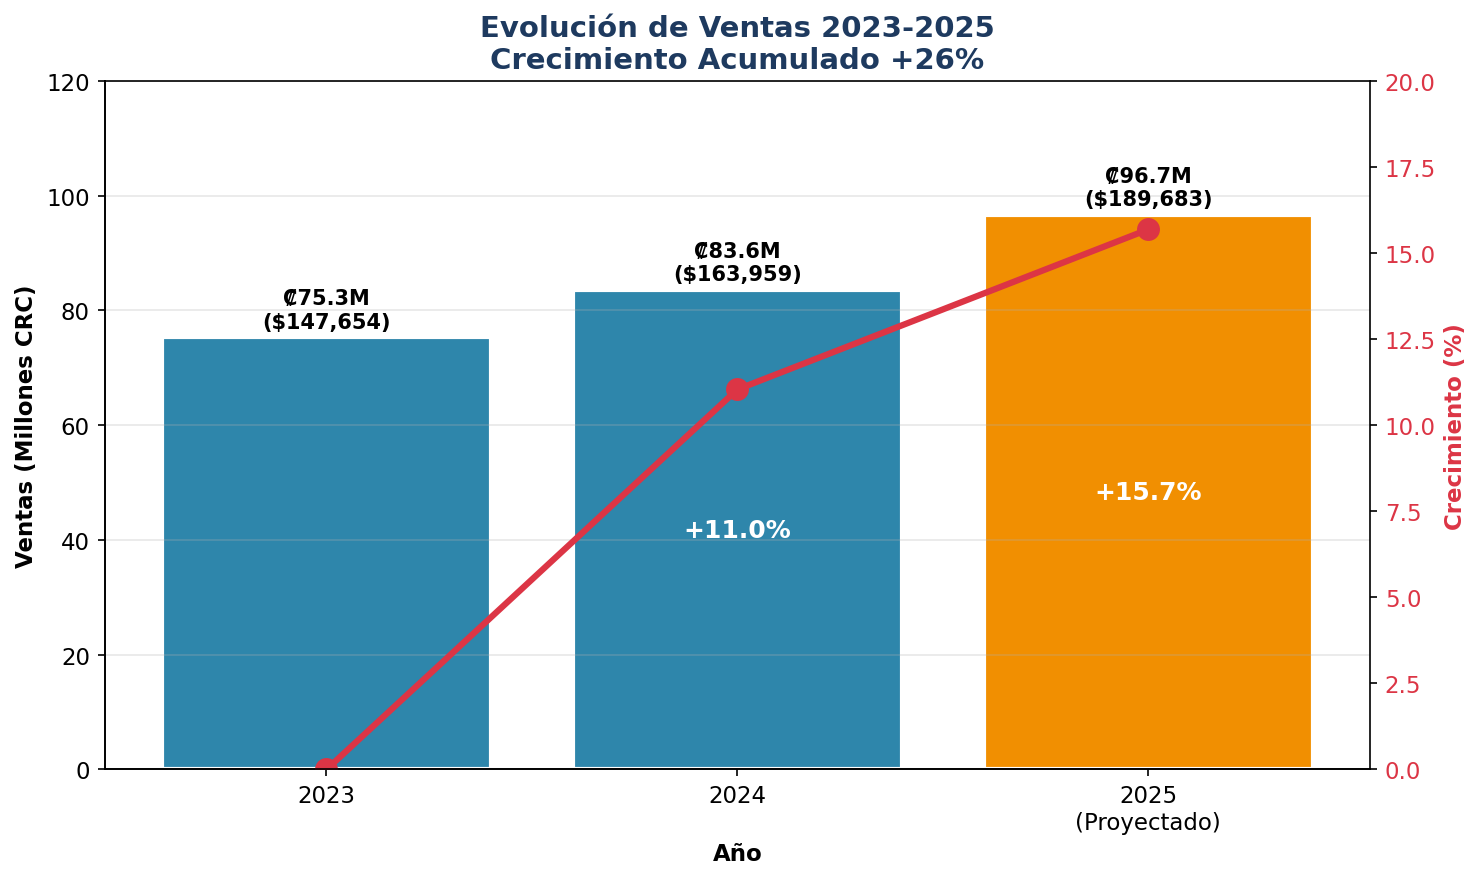 Evolución de Ventas 2023-2025
Crecimiento Acumulado +26%
Ventas (Millones CRC)
120
100
80
60
40
20
0
₡75.3M
($147,654)
₡83.6M
($163,959)
+11.0%
₡96.7M
($189,683)
+15.7%
20.0
17.5
15.0
12.5
10.0
7.5
5.0
2.5
0.0
Crecimiento (%)
2023
2024
2025
(Proyectado)
Año